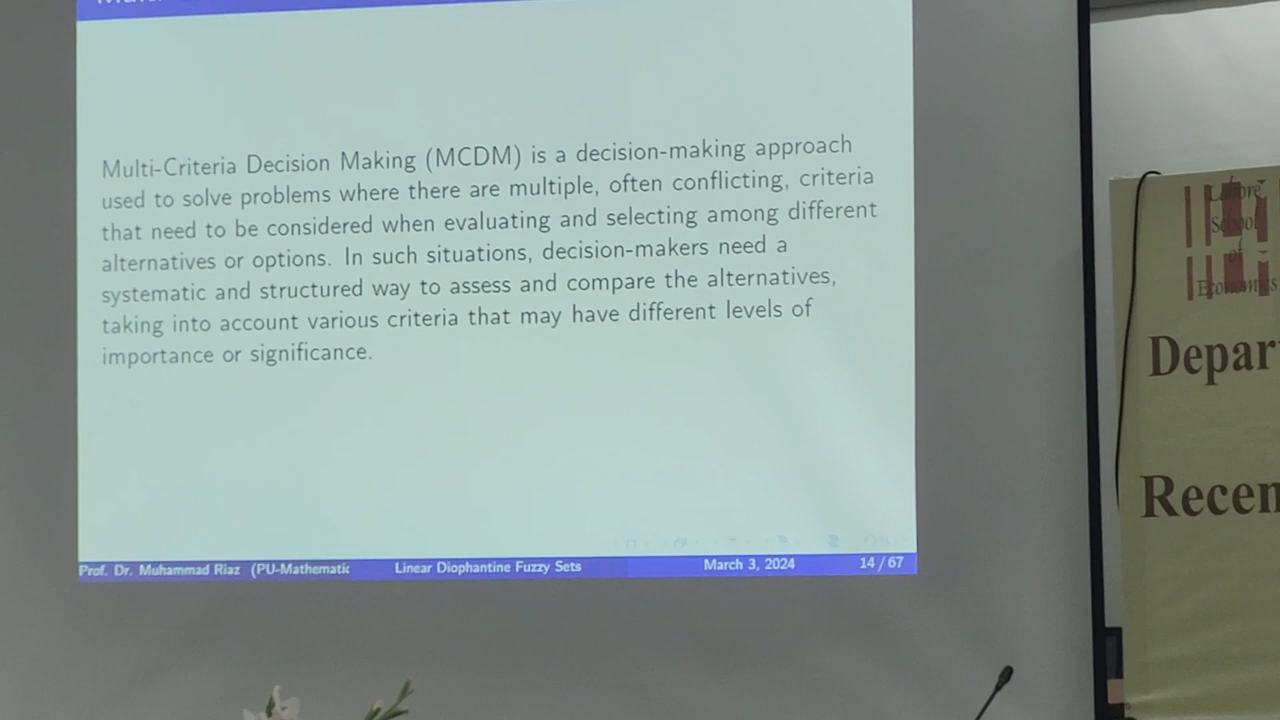 Multi-Criteria Decision Making (MCDM) is a decision-making approach
used to solve problems where there are multiple, often conflicting, criteria
that need to be considered when evaluating and selecting among different
alternatives or options. In such situations, decision-makers need a
systematic and structured way to assess and compare the alternatives,
taking into account various criteria that may have different levels of
importance or significance.
Prof. Dr. Muhammad Riaz (PU-Mathematic
Linear Diophantine Fuzzy Sets
March 3, 2024
14 / 67
Lahore
School
of
Economics
Depar
Recen